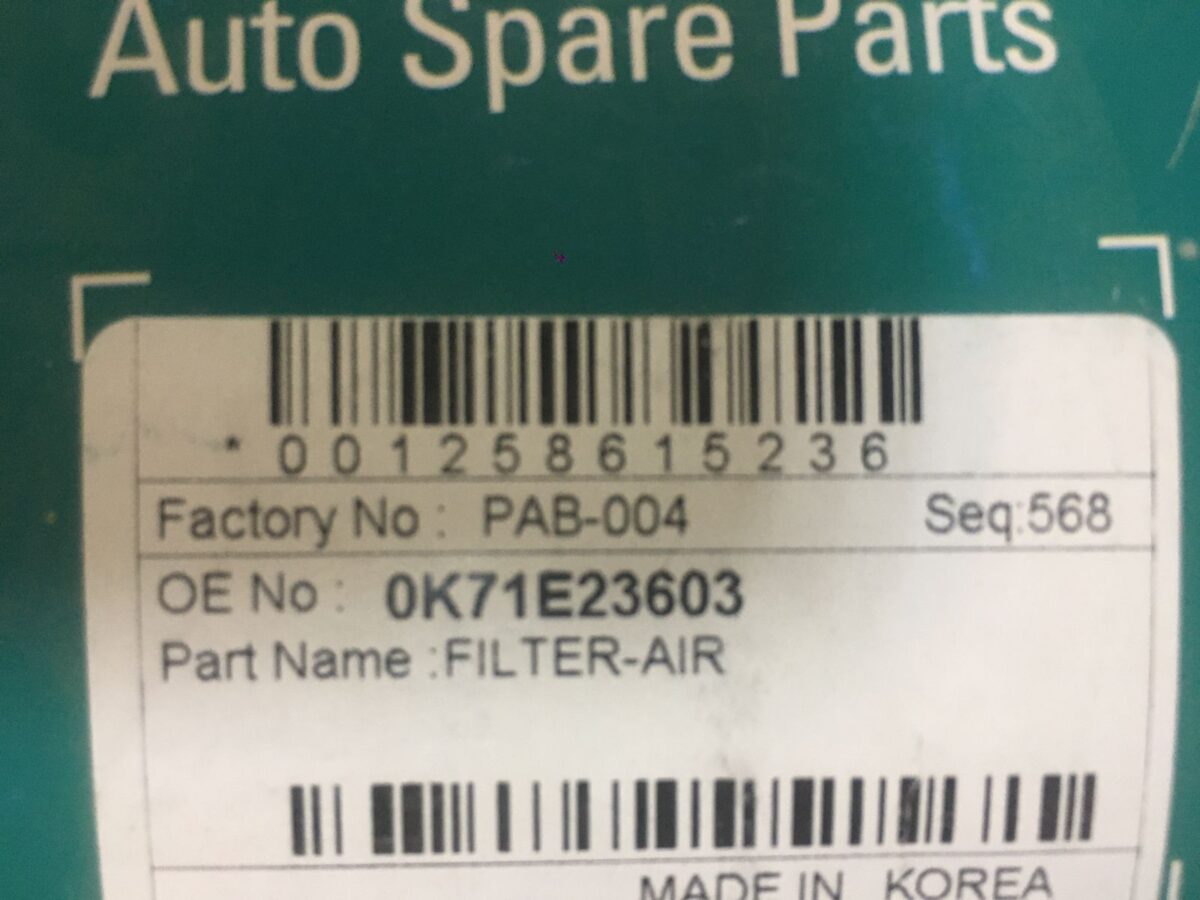 Auto Spare Parts
* 001258615236
Factory No : PAB-004 Seq:568
OE No : 0K71E23603
Part Name :FILTER-AIR
MADE IN KOREA